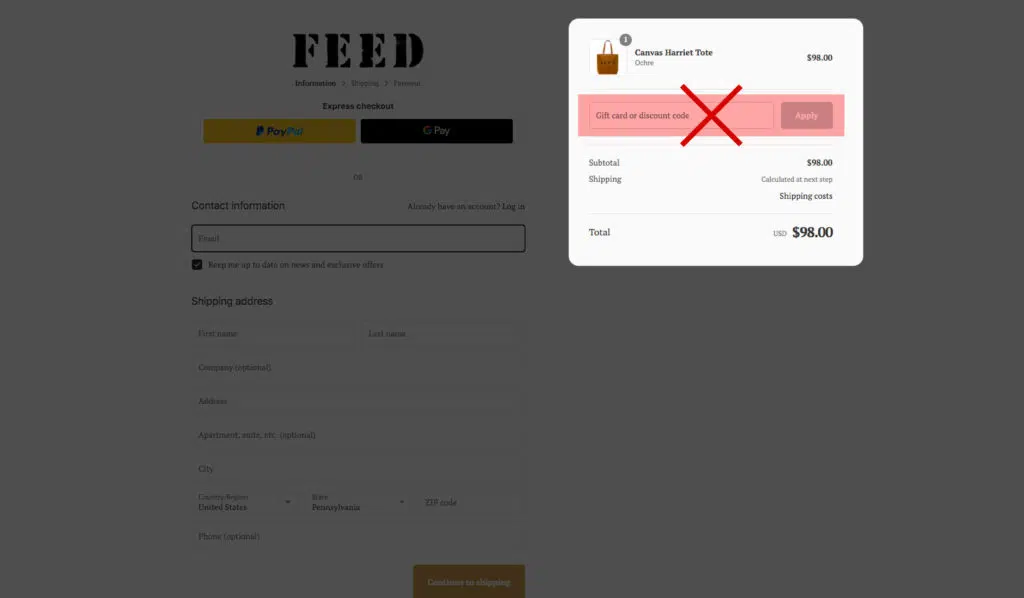 FEED
Information > Shipping > Payment
Express checkout
PayPal
G Pay
OR
Contact information
Already have an account? Log in
Email
Keep me up to date on news and exclusive offers
Shipping address
First name
Last name
Company (optional)
Address
Apartment, suite, etc. (optional)
City
Country/Region
United States
State
Pennsylvania
ZIP code
Phone (optional)
Continue to shipping
1
Canvas Harriet Tote
Ochre
$98.00
Gift card or discount code
Apply
Subtotal
$98.00
Shipping
Calculated at next step
Shipping costs
Total
USD $98.00